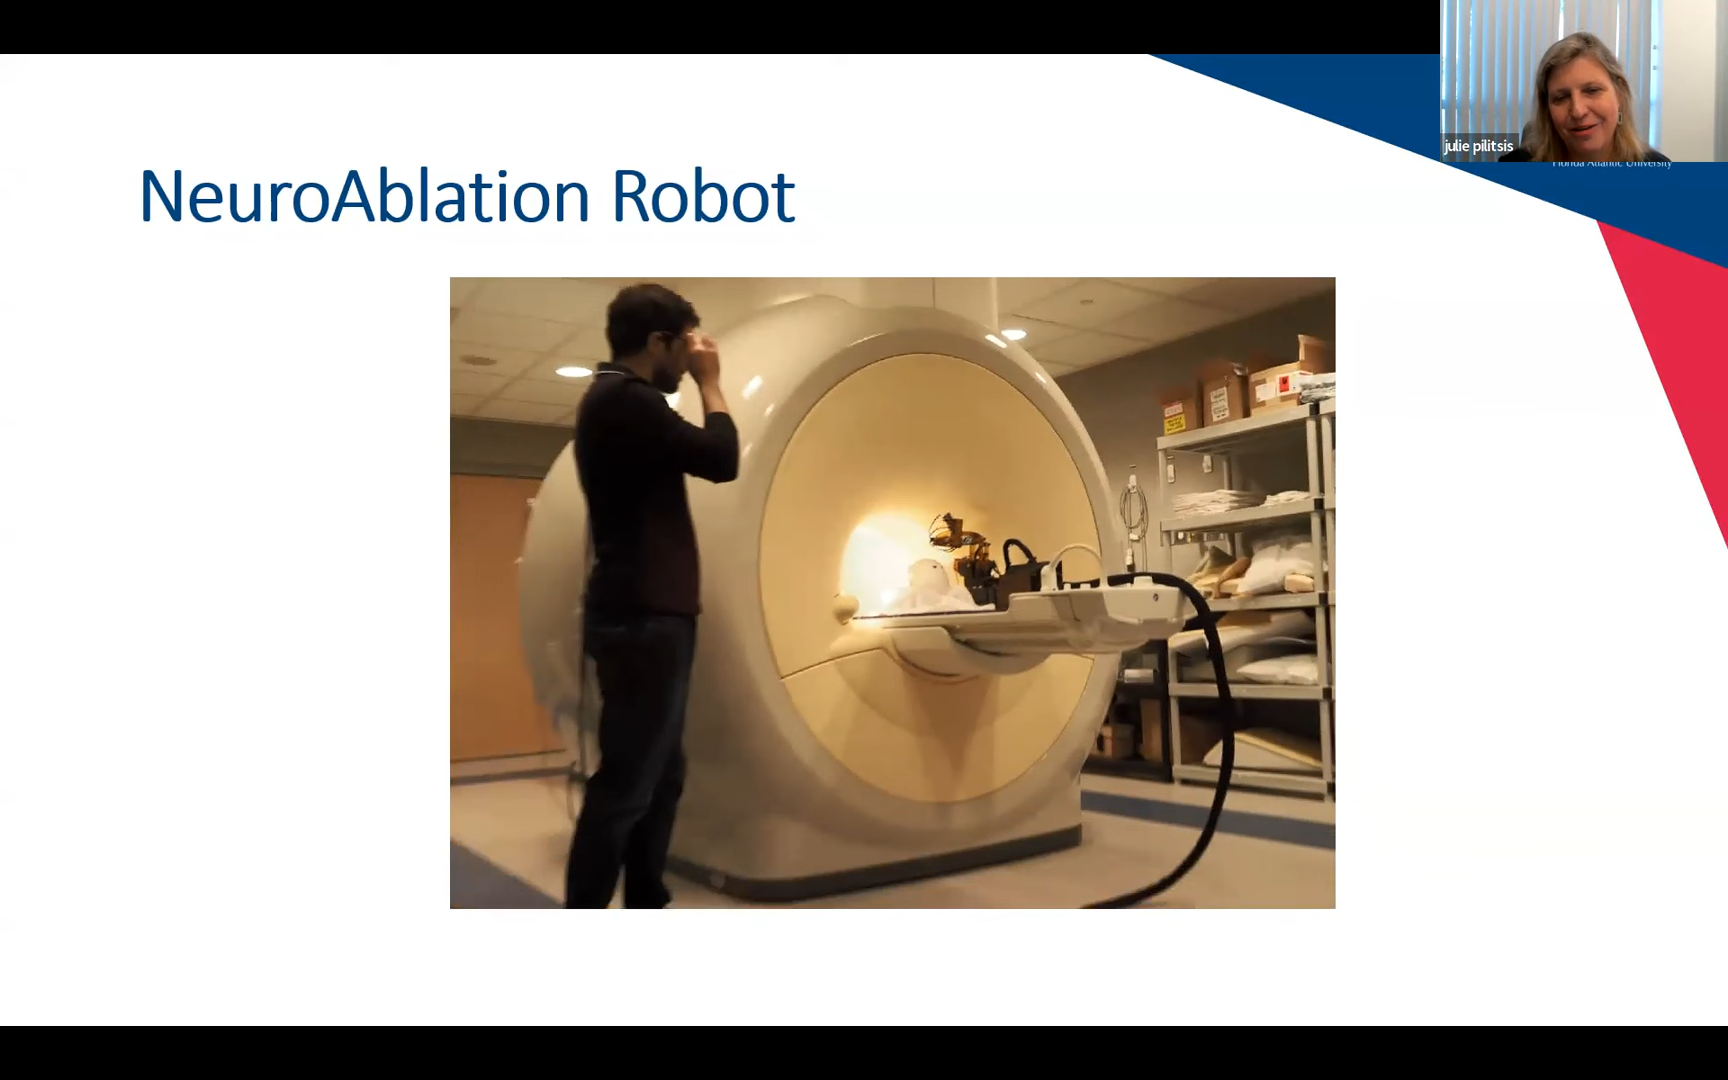 julie pilitsis
Florida Atlantic University
NeuroAblation Robot